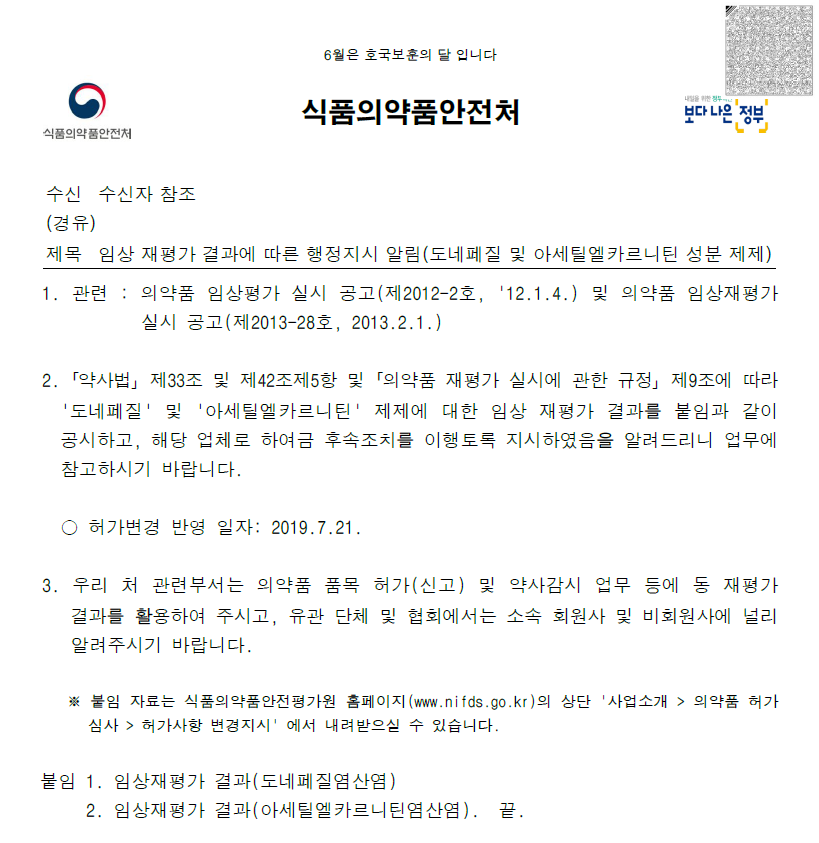 6월은 호국보훈의 달 입니다
식품의약품안전처
식품의약품안전처
내일을 위한
보다 나은 정부
수신 수신자 참조
(경유)
제목 임상 재평가 결과에 따른 행정지시 알림(도네페질 및 아세틸엘카르니틴 성분 제제)
1. 관련 : 의약품 임상평가 실시 공고(제2012-2호, '12.1.4.) 및 의약품 임상재평가
실시 공고(제2013-28호, 2013.2.1.)
2. 「약사법」 제33조 및 제42조제5항 및 「의약품 재평가 실시에 관한 규정」 제9조에 따라
'도네페질' 및 '아세틸엘카르니틴' 제제에 대한 임상 재평가 결과를 붙임과 같이
공시하고, 해당 업체로 하여금 후속조치를 이행토록 지시하였음을 알려드리니 업무에
참고하시기 바랍니다.
○ 허가변경 반영 일자: 2019.7.21.
3. 우리 처 관련부서는 의약품 품목 허가(신고) 및 약사감시 업무 등에 동 재평가
결과를 활용하여 주시고, 유관 단체 및 협회에서는 소속 회원사 및 비회원사에 널리
알려주시기 바랍니다.
※ 붙임 자료는 식품의약품안전평가원 홈페이지(www.nifds.go.kr)의 상단 '사업소개 > 의약품 허가
심사 > 허가사항 변경지시' 에서 내려받으실 수 있습니다.
붙임 1. 임상재평가 결과(도네페질염산염)
2. 임상재평가 결과(아세틸엘카르니틴염산염). 끝.